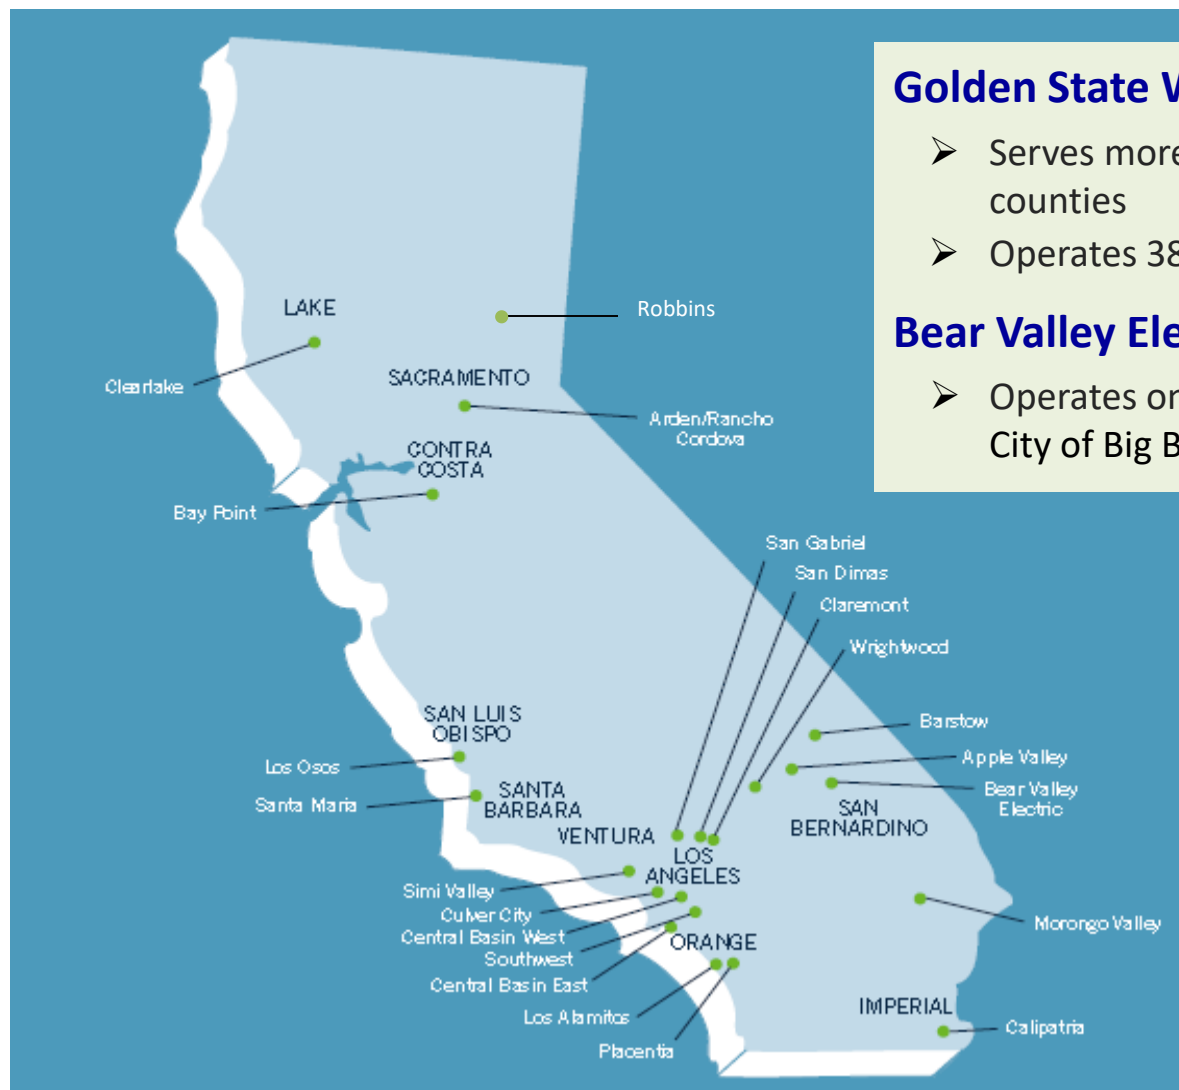 Golden State W
➢ Serves more
counties
➢ Operates 38
Bear Valley Ele
➢ Operates
City of Big B
LAKE
Robbins
Clearlake
SACRAMENTO
Arden/Rancho
Cordova
CONTRA
COSTA
Bay Point
San Gabriel
San Dimas
Claremont
Wrightwood
SAN LUIS
OBISPO
Barstow
Los Osos
Apple Valley
Santa Maria
SANTA
BARBARA
Bear Valley
Electric
SAN
BERNARDINO
VENTURA
LOS
ANGELES
Simi Valley
Culver City
Central Basin West
Southwest
Central Basin East
ORANGE
Morongo Valley
Los Alamitos
Placentia
IMPERIAL
Calipatria